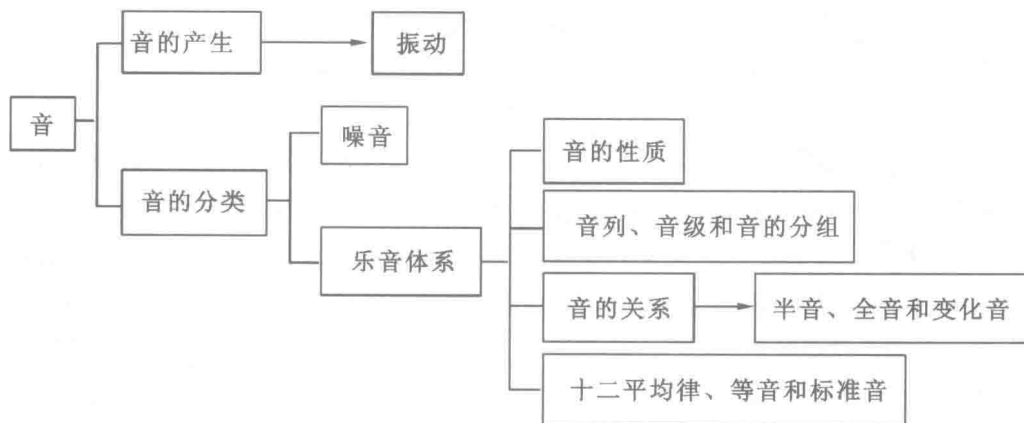 音
音的产生
振动
音的分类
噪音
乐音体系
音的性质
音列、音级和音的分组
音的关系
半音、全音和变化音
十二平均律、等音和标准音